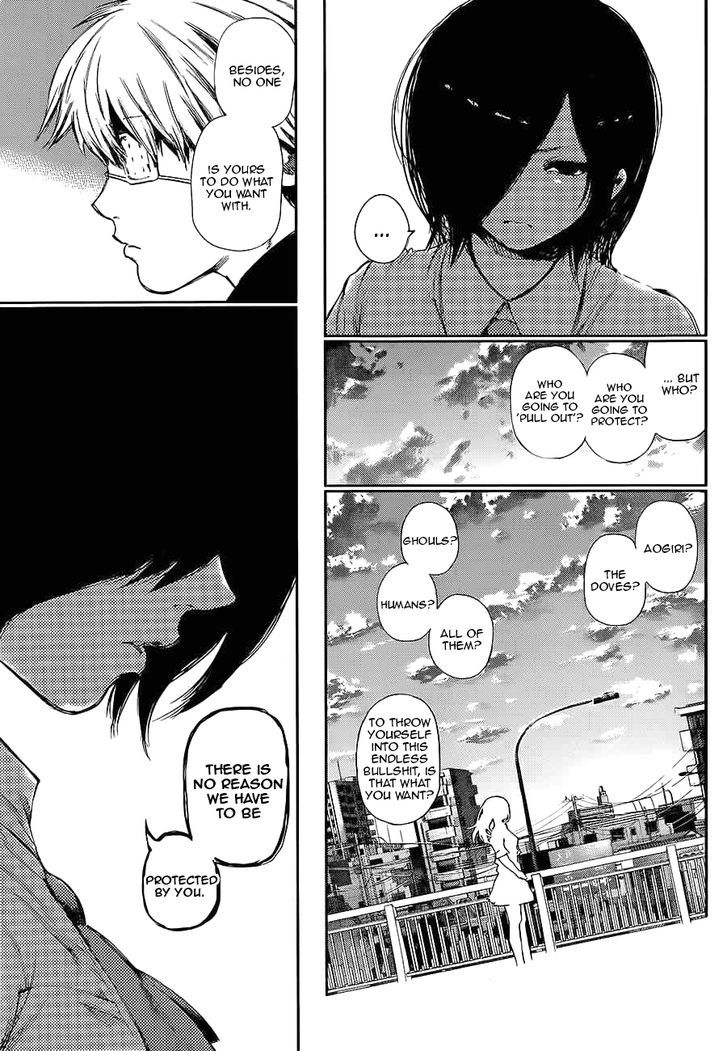 ...
... BUT
WHO?
WHO
ARE YOU
GOING TO
PROTECT?
WHO
ARE YOU
GOING TO
'PULL OUT'?
AOGIRI?
THE
DOVES?
GHOULS?
HUMANS?
ALL OF
THEM?
TO THROW
YOURSELF
INTO THIS
ENDLESS
BULLSHIT, IS
THAT WHAT
YOU WANT?
BESIDES,
NO ONE
IS YOURS
TO DO WHAT
YOU WANT
WITH.
THERE IS
NO REASON
WE HAVE
TO BE
PROTECTED
BY YOU.